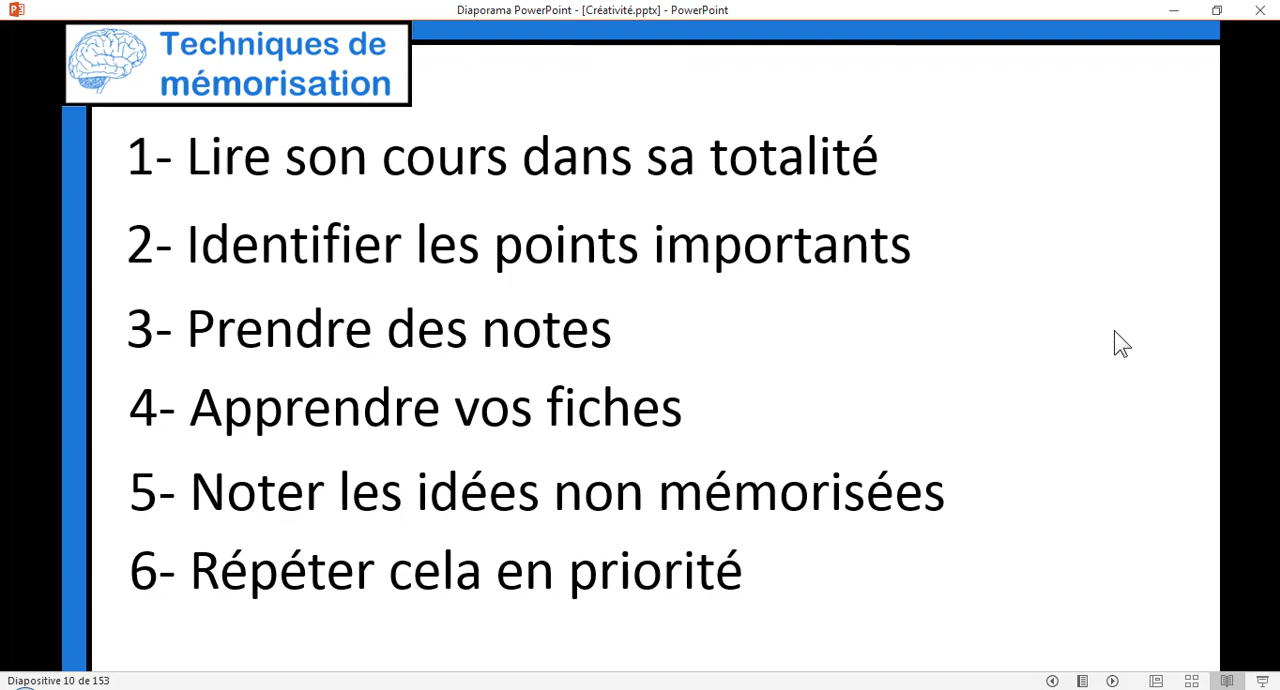 Diaporama PowerPoint - [Créativité.pptx] - PowerPoint
Techniques de
mémorisation
1- Lire son cours dans sa totalité
2- Identifier les points importants
3- Prendre des notes
4- Apprendre vos fiches
5- Noter les idées non mémorisées
6- Répéter cela en priorité
Diapositive 10 de 153